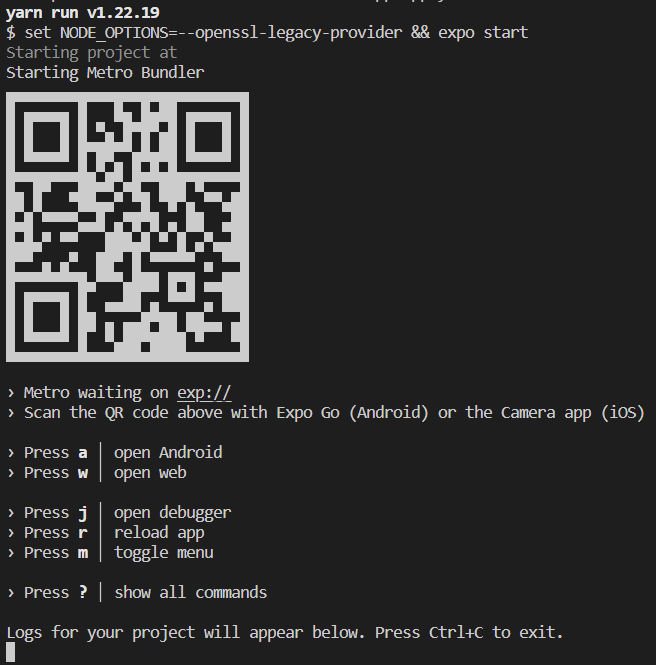 yarn run v1.22.19
$ set NODE_OPTIONS=--openssl-legacy-provider && expo start
Starting project at
Starting Metro Bundler
› Metro waiting on exp://
› Scan the QR code above with Expo Go (Android) or the Camera app (iOS)
› Press a │ open Android
› Press w │ open web
› Press j │ open debugger
› Press r │ reload app
› Press m │ toggle menu
› Press ? │ show all commands
Logs for your project will appear below. Press Ctrl+C to exit.